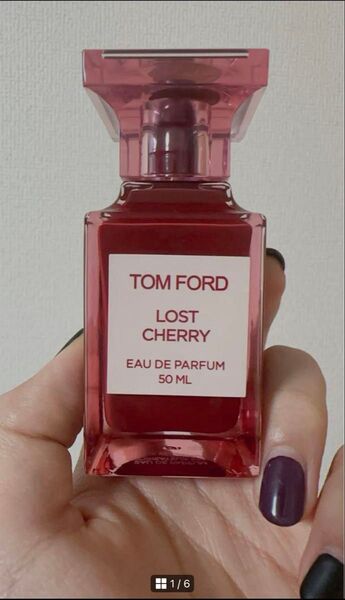 TOM FORD
LOST
CHERRY
EAU DE PARFUM
50 ML
1/6